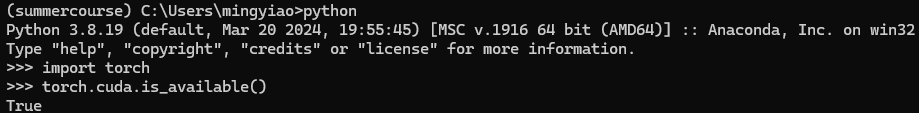 (summercourse) C:\Users\mingyiao>python
Python 3.8.19 (default, Mar 20 2024, 19:55:45) [MSC v.1916 64 bit (AMD64)] :: Anaconda, Inc. on win32
Type "help", "copyright", "credits" or "license" for more information.
>>> import torch
>>> torch.cuda.is_available()
True